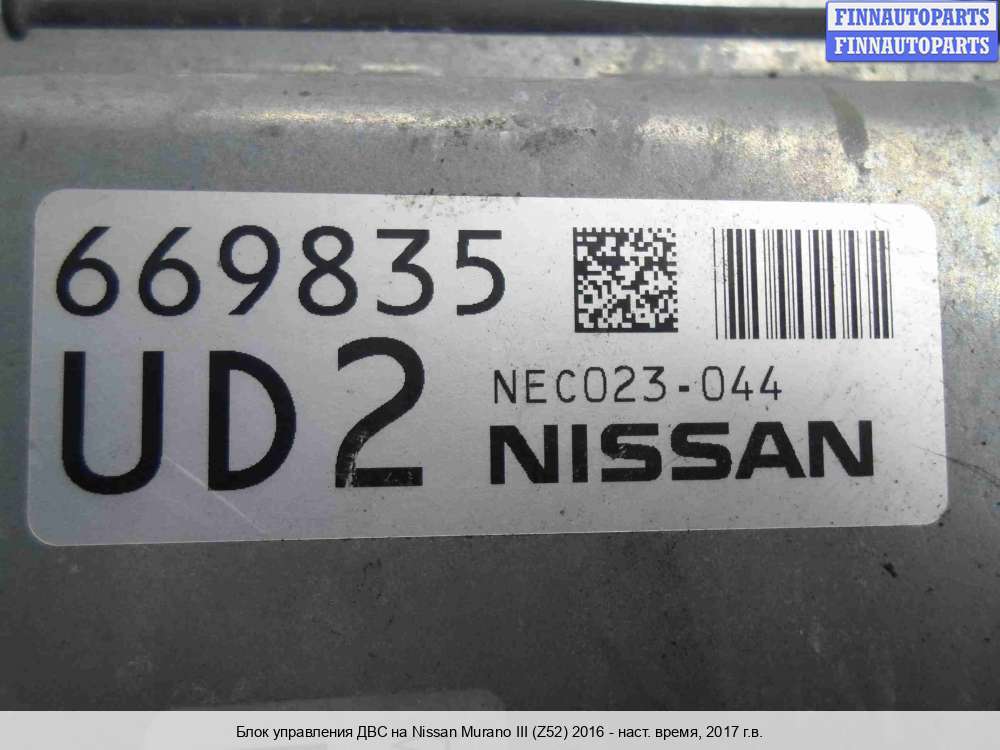 FINNAUTOPARTS
FINNAUTOPARTS
669835
UD2
NEC023-044
NISSAN
Блок управления ДВС на Nissan Murano III (Z52) 2016 - наст. время, 2017 г.в.